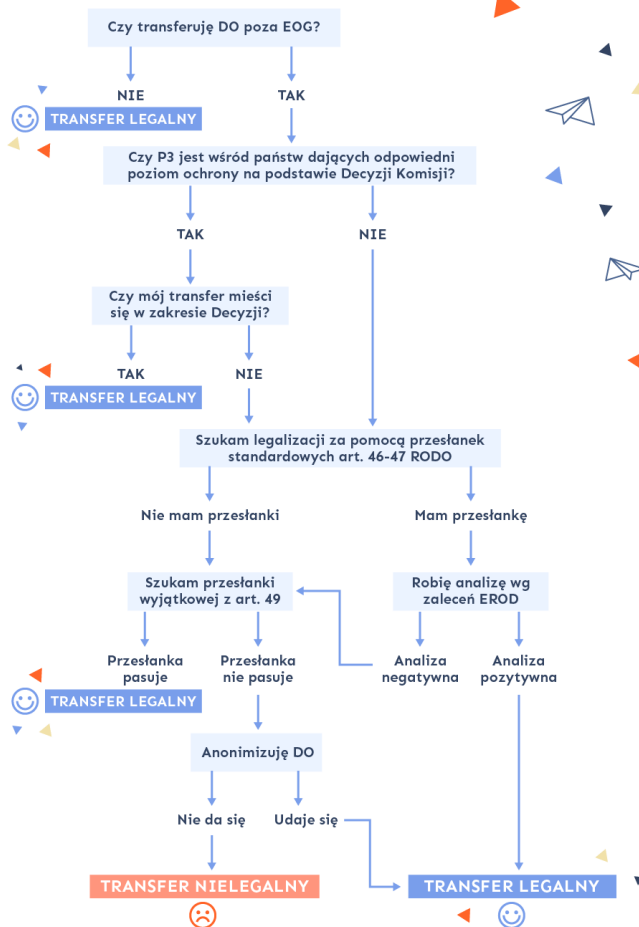 Czy transferuję DO poza EOG?
NIE
TAK
TRANSFER LEGALNY
Czy P3 jest wśród państw dających odpowiedni
poziom ochrony na podstawie Decyzji Komisji?
TAK
NIE
Czy mój transfer mieści
się w zakresie Decyzji?
TAK
NIE
TRANSFER LEGALNY
Szukam legalizacji za pomocą przesłanek
standardowych art. 46-47 RODO
Nie mam przesłanki
Mam przesłankę
Szukam przesłanki
wyjątkowej z art. 49
Robię analizę wg
zaleceń EROD
Przesłanka
pasuje
Przesłanka
nie pasuje
Analiza
negatywna
Analiza
pozytywna
TRANSFER LEGALNY
Anonimizuję DO
Nie da się
Udaje się
TRANSFER NIELEGALNY
TRANSFER LEGALNY